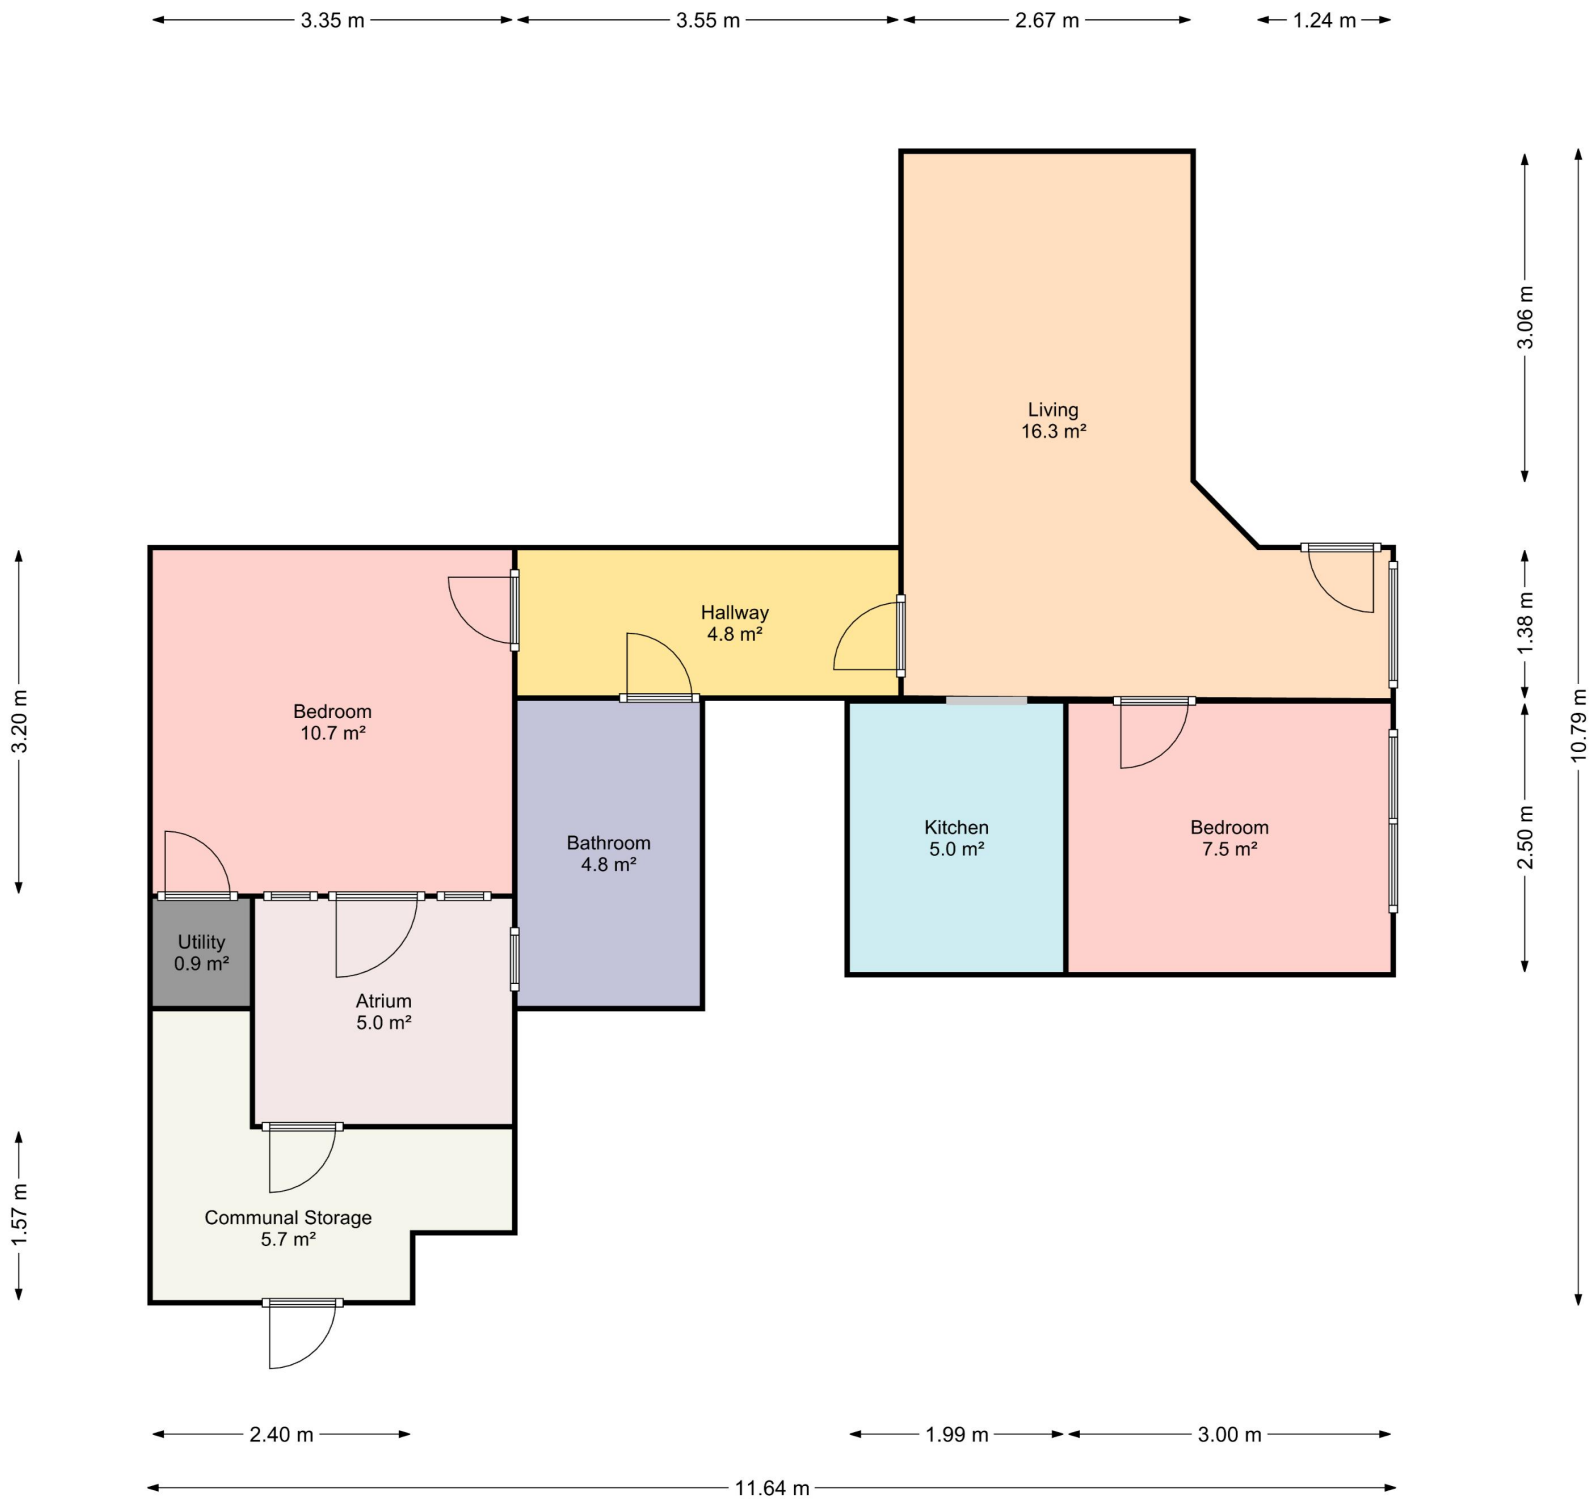 3.35 m
3.55 m
2.67 m
1.24 m
3.06 m
10.79 m
1.38 m
2.50 m
3.20 m
1.57 m
Living
16.3 m²
Hallway
4.8 m²
Bedroom
10.7 m²
Bathroom
4.8 m²
Kitchen
5.0 m²
Bedroom
7.5 m²
Utility
0.9 m²
Atrium
5.0 m²
Communal Storage
5.7 m²
2.40 m
1.99 m
3.00 m
11.64 m